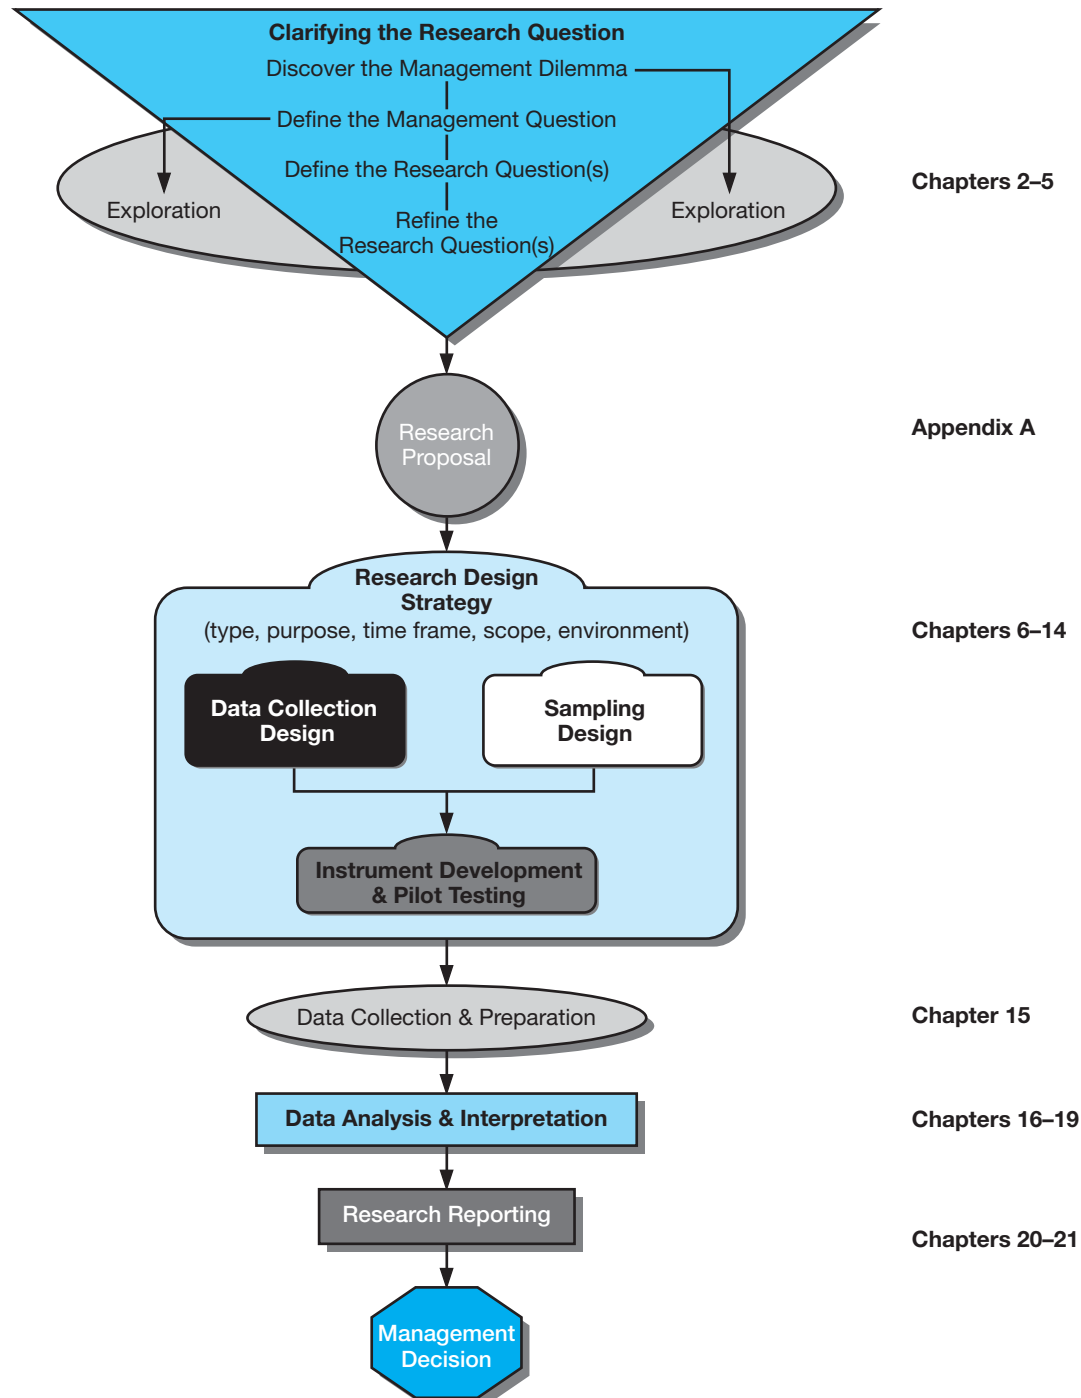 Clarifying the Research Question
Discover the Management Dilemma
Define the Management Question
Define the Research Question(s)
Exploration
Refine the
Research Question(s)
Exploration
Chapters 2–5
Research
Proposal
Appendix A
Research Design
Strategy
(type, purpose, time frame, scope, environment)
Chapters 6–14
Data Collection
Design
Sampling
Design
Instrument Development
& Pilot Testing
Data Collection & Preparation
Chapter 15
Data Analysis & Interpretation
Chapters 16–19
Research Reporting
Chapters 20–21
Management
Decision